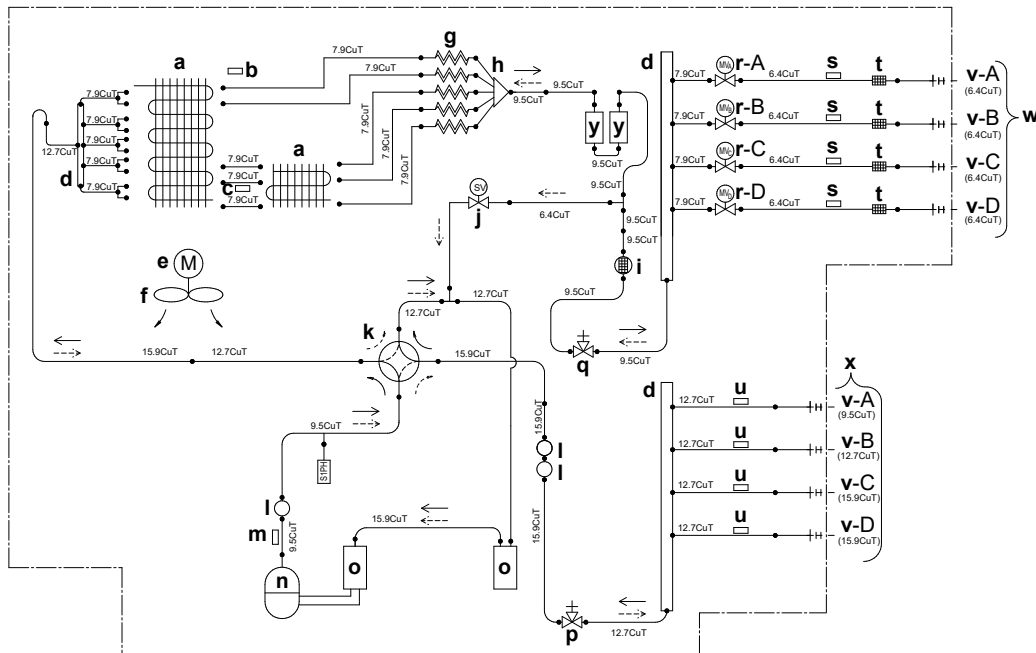 a
b
g
h
d
r-A
s
t
v-A
(6.4CuT)
7.9CuT
7.9CuT
7.9CuT
9.5CuT
9.5CuT
7.9CuT
6.4CuT
7.9CuT
7.9CuT
7.9CuT
r-B
s
t
v-B
(6.4CuT)
w
7.9CuT
6.4CuT
y
y
7.9CuT
12.7CuT
7.9CuT
7.9CuT
7.9CuT
d
7.9CuT
a
7.9CuT
7.9CuT
c
7.9CuT
9.5CuT
9.5CuT
r-C
s
t
v-C
(6.4CuT)
7.9CuT
6.4CuT
r-D
s
t
v-D
(6.4CuT)
7.9CuT
6.4CuT
SV
j
6.4CuT
9.5CuT
9.5CuT
e
M
f
i
9.5CuT
k
12.7CuT
12.7CuT
15.9CuT
12.7CuT
15.9CuT
q
9.5CuT
x
d
u
v-A
(9.5CuT)
12.7CuT
15.9CuT
9.5CuT
S1PH
l
l
u
v-B
(12.7CuT)
12.7CuT
l
m
9.5CuT
15.9CuT
15.9CuT
u
v-C
(15.9CuT)
12.7CuT
u
v-D
(15.9CuT)
12.7CuT
n
o
o
p
12.7CuT